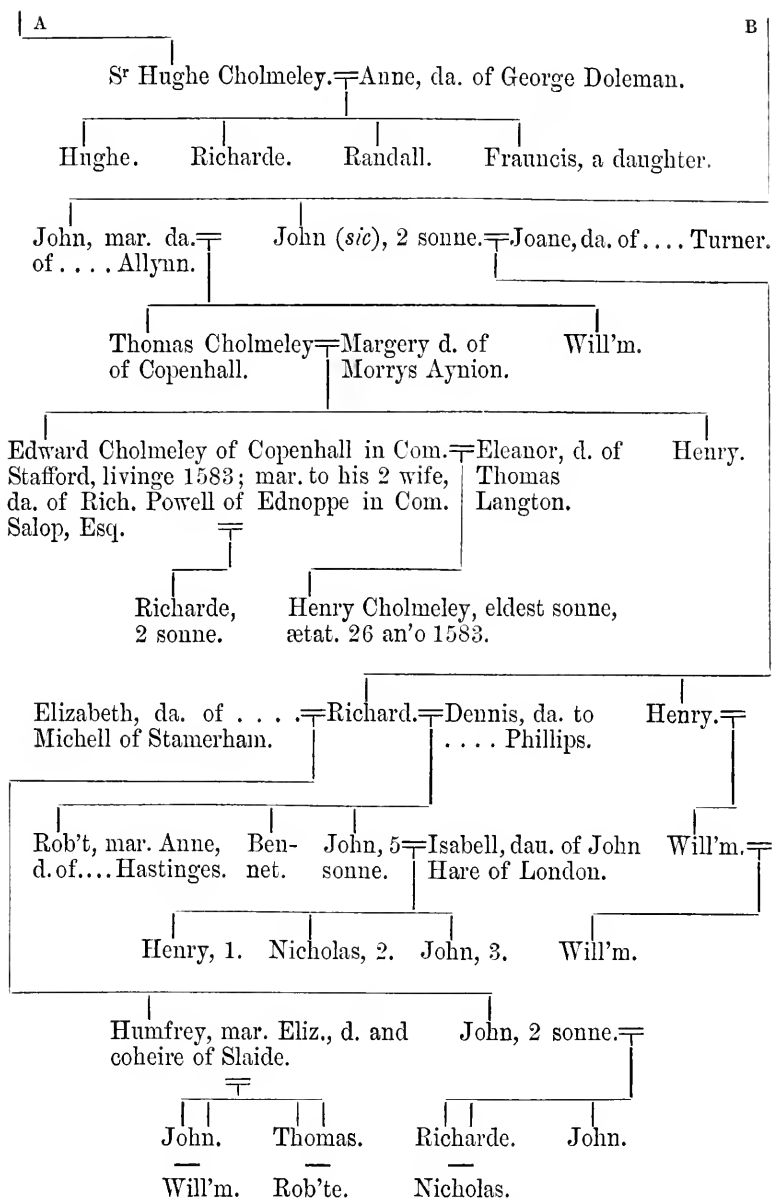 A B
Sr Hughe Cholmeley. Anne, da. of George Doleman.
Hughe. Richarde. Randall. Frauncis, a daughter.
John, mar. da. John (sic), 2 sonne. Joane, da. of .... Turner.
of .... Allynn.
Thomas Cholmeley Margery d. of Will'm.
of Copenhall. Morrys Aynion.
Edward Cholmeley of Copenhall in Com. Eleanor, d. of Henry.
Stafford, livinge 1583; mar. to his 2 wife, Thomas
da. of Rich. Powell of Ednoppe in Com. Langton.
Salop, Esq.
Richarde, Henry Cholmeley, eldest sonne,
2 sonne. ætat. 26 an'o 1583.
Elizabeth, da. of .... Richard. Dennis, da. to Henry.
Michell of Stamerham. .... Phillips.
Rob't, mar. Anne, Ben- John, 5 Isabell, dau. of John Will'm.
d. of .... Hastinges. net. sonne. Hare of London.
Henry, 1. Nicholas, 2. John, 3. Will'm.
Humfrey, mar. Eliz., d. and John, 2 sonne.
coheire of Slaide.
John. Thomas. Richarde. John.
Will'm. Rob'te. Nicholas.